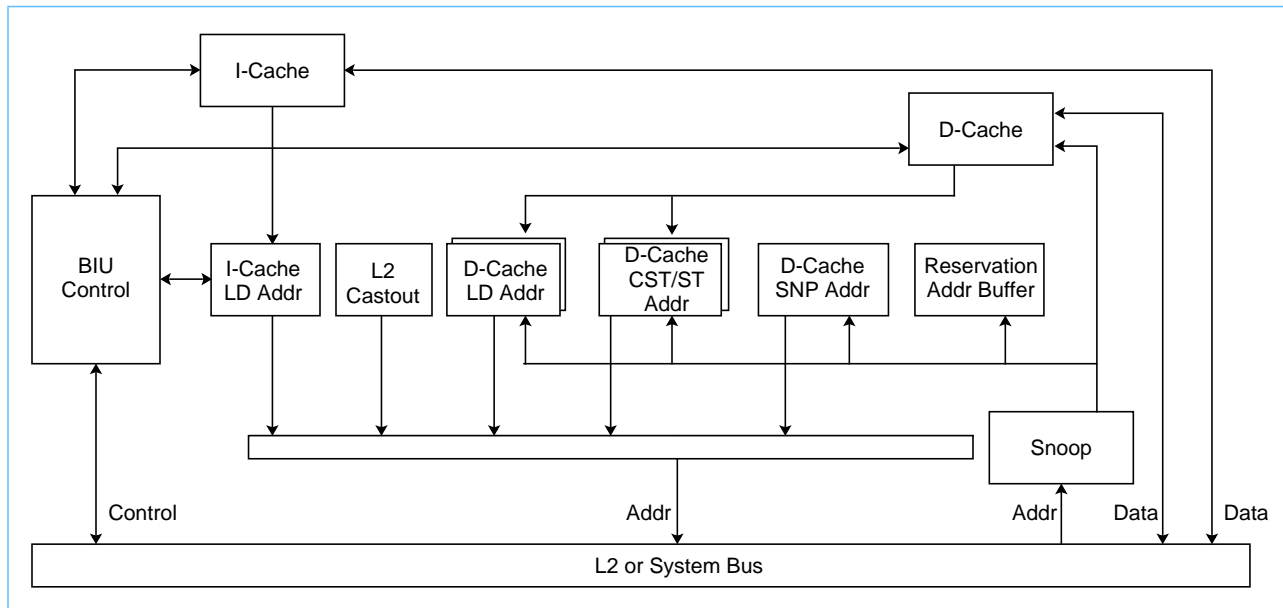 I-Cache
D-Cache
BIU
Control
I-Cache
LD Addr
L2
Castout
D-Cache
LD Addr
D-Cache
CST/ST
Addr
D-Cache
SNP Addr
Reservation
Addr Buffer
Snoop
Control
Addr
Addr
Data
Data
L2 or System Bus